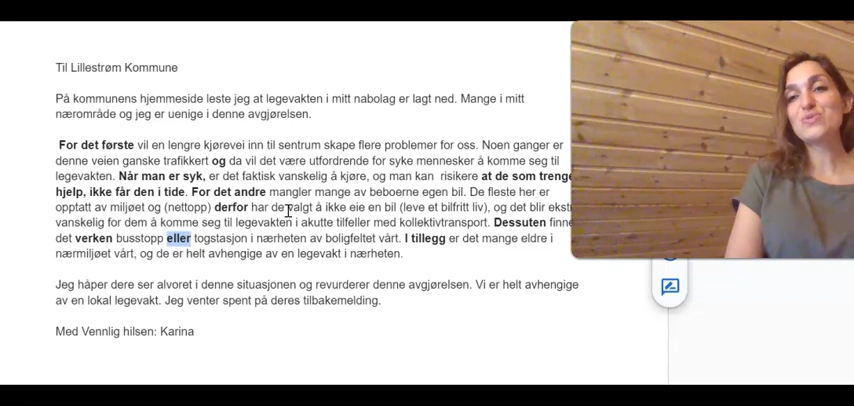 Til Lillestrøm Kommune
På kommunens hjemmeside leste jeg at legevakten i mitt nabolag er lagt ned. Mange i mitt
nærområde og jeg er uenige i denne avgjørelsen.
For det første vil en lengre kjørevei inn til sentrum skape flere problemer for oss. Noen ganger er
denne veien ganske trafikkert og da vil det være utfordrende for syke mennesker å komme seg til
legevakten. Når man er syk, er det faktisk vanskelig å kjøre, og man kan risikere at de som trenge
hjelp, ikke får den i tide. For det andre mangler mange av beboerne egen bil. De fleste her er
opptatt av miljøet og (nettopp) derfor har de valgt å ikke eie en bil (leve et bilfritt liv), og det blir ekst
vanskelig for dem å komme seg til legevakten i akutte tilfeller med kollektivtransport. Dessuten finne
det verken busstopp eller togstasjon i nærheten av boligfeltet vårt. I tillegg er det mange eldre i
nærmiljøet vårt, og de er helt avhengige av en legevakt i nærheten.
Jeg håper dere ser alvoret i denne situasjonen og revurderer denne avgjørelsen. Vi er helt avhengige
av en lokal legevakt. Jeg venter spent på deres tilbakemelding.
Med Vennlig hilsen: Karina